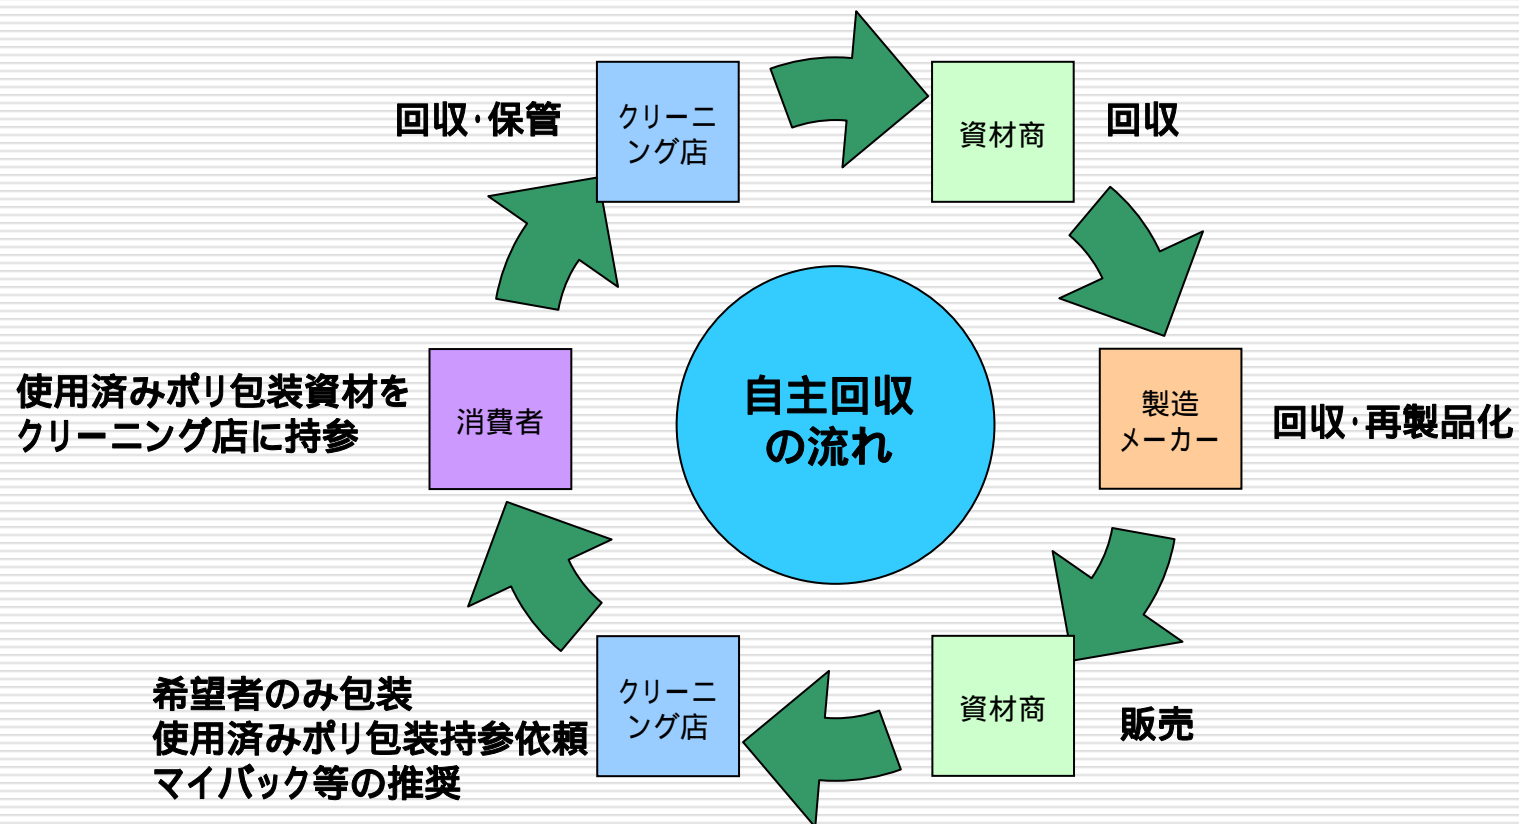 回収・保管
クリーニ
ング店
資材商
回収
使用済みポリ包装資材を
クリーニング店に持参
消費者
自主回収
の流れ
製造
メーカー
回収・再製品化
希望者のみ包装
使用済みポリ包装持参依頼
マイバック等の推奨
クリーニ
ング店
資材商
販売